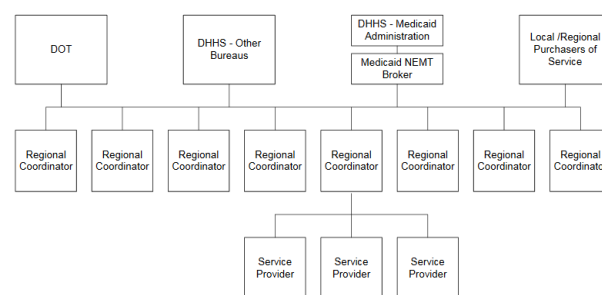 DOT
DHHS - Other
Bureaus
DHHS - Medicaid
Administration
Medicaid NEMT
Broker
Local /Regional
Purchasers of
Service
Regional
Coordinator
Regional
Coordinator
Regional
Coordinator
Regional
Coordinator
Regional
Coordinator
Regional
Coordinator
Regional
Coordinator
Regional
Coordinato
Service
Provider
Service
Provider
Service
Provider